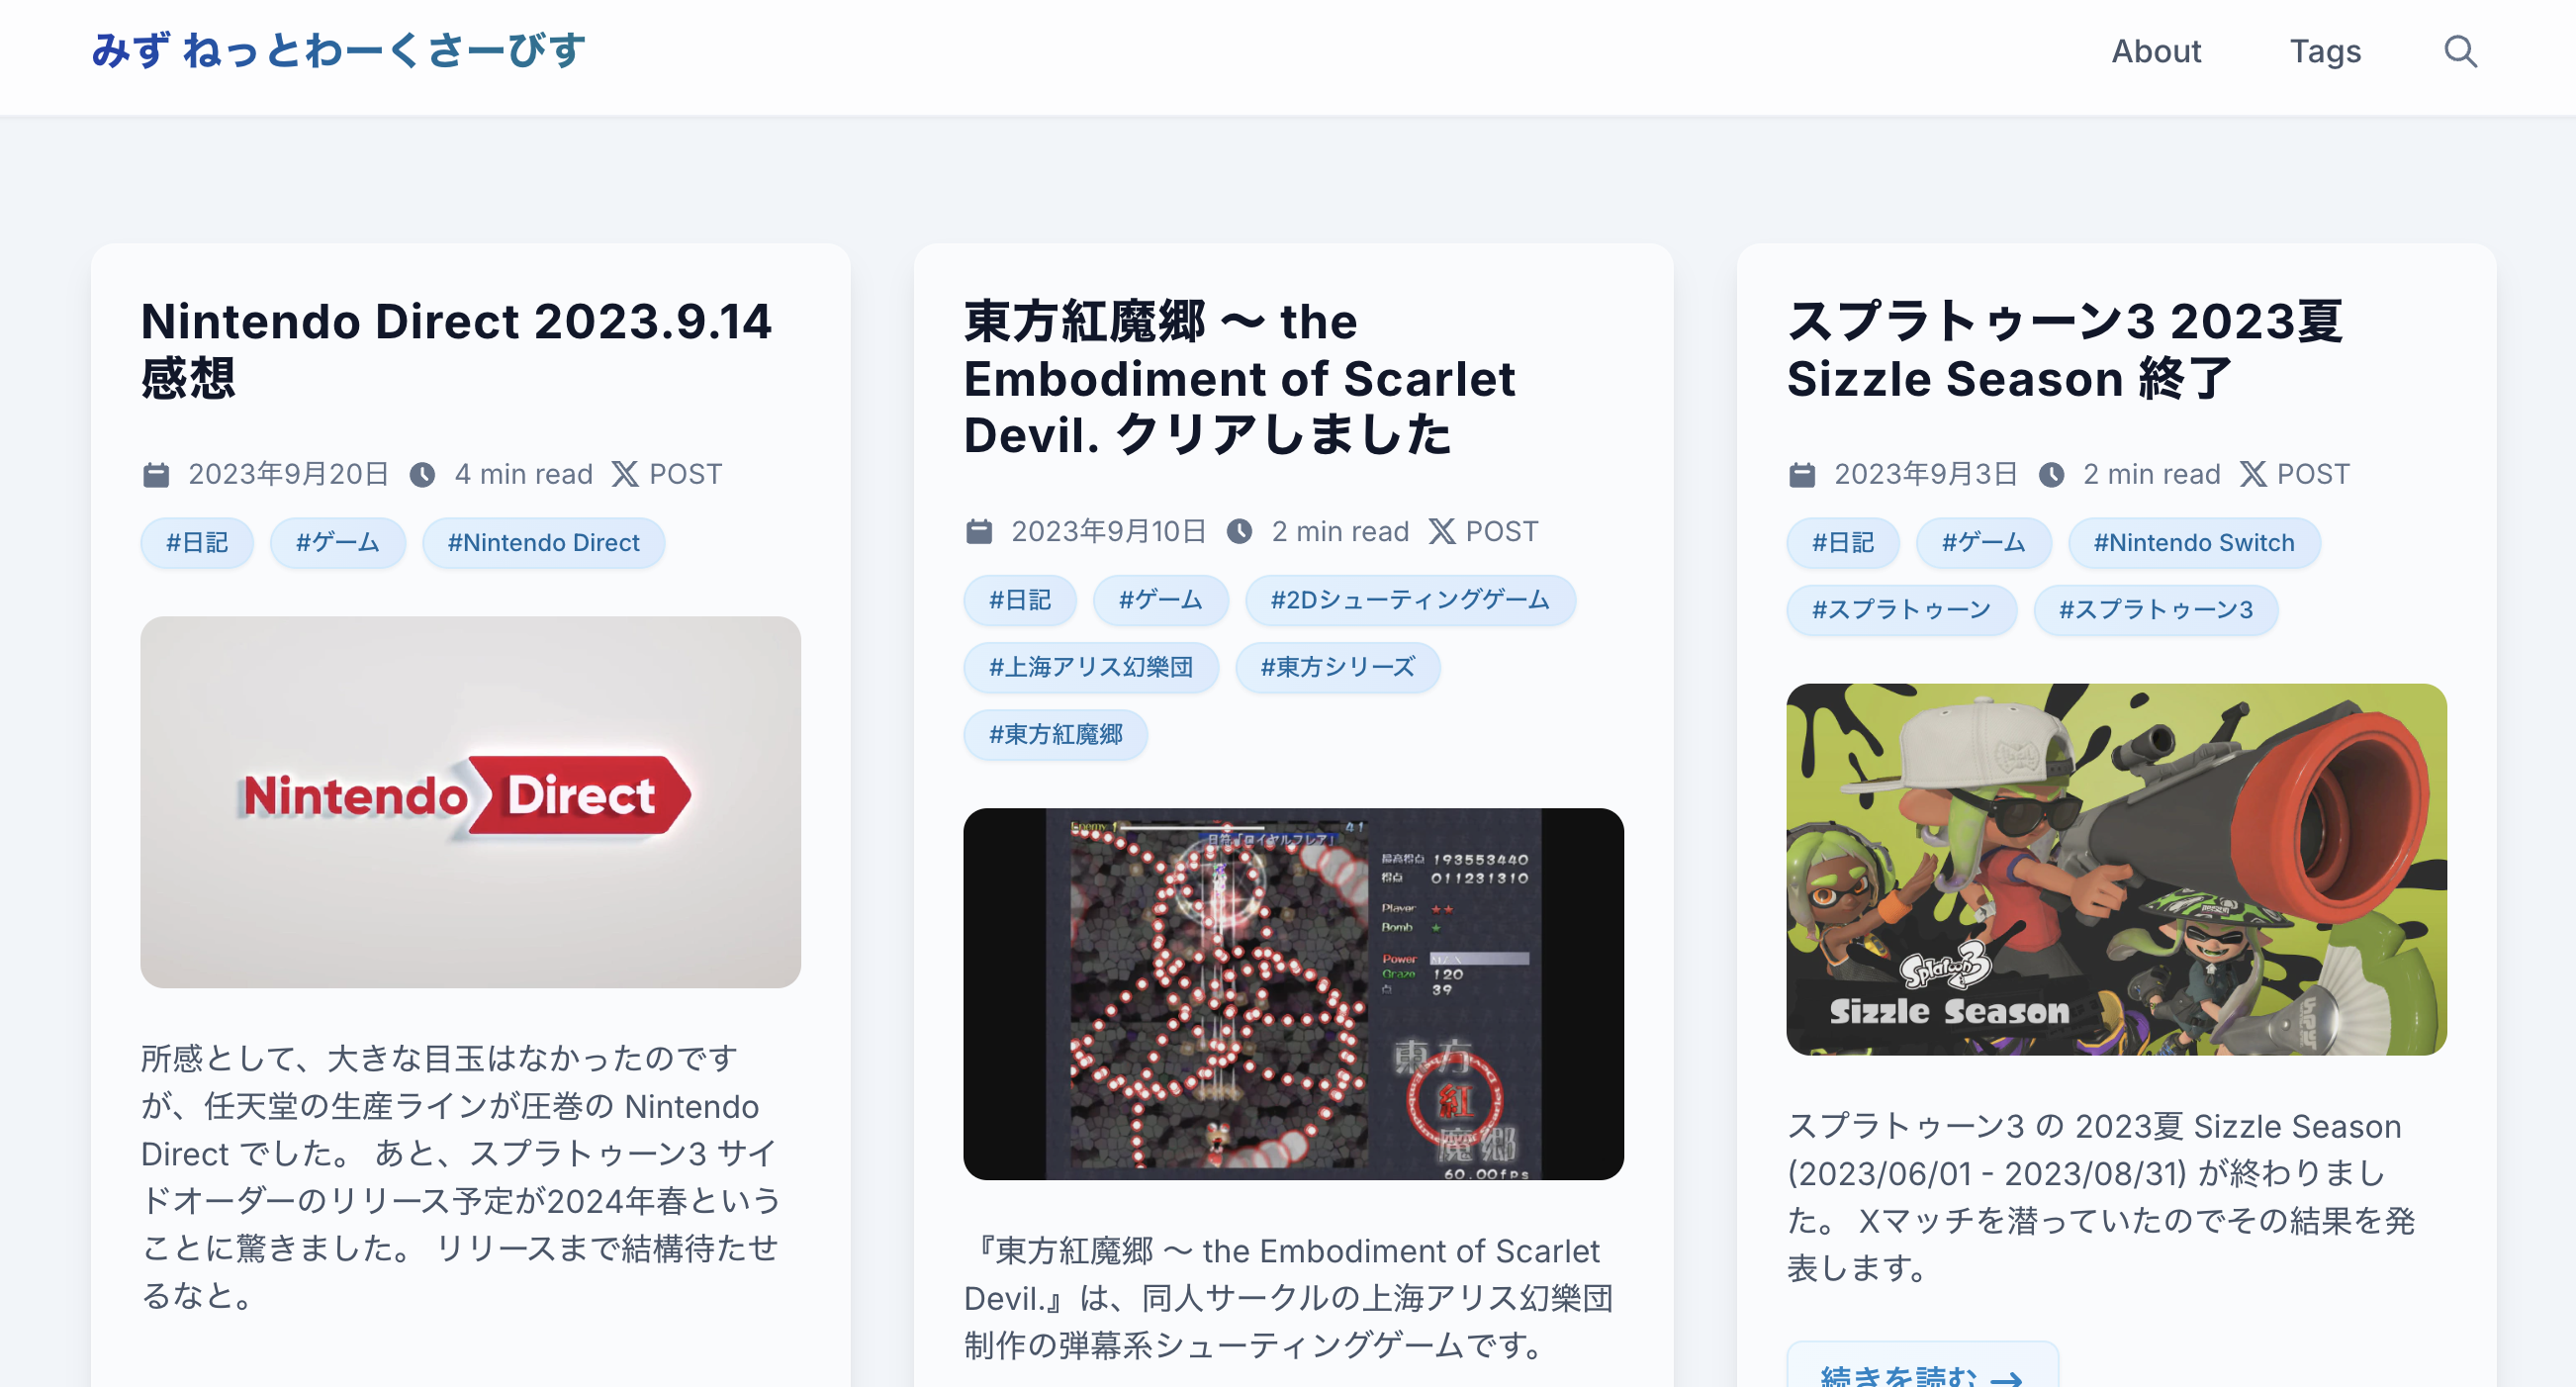 みず ねっとわーくさーびす
About
Tags
Nintendo Direct 2023.9.14
感想
2023年9月20日 4 min read X POST
#日記 #ゲーム #Nintendo Direct
Nintendo Direct
所感として、大きな目玉はなかったのです
が、任天堂の生産ラインが圧巻の Nintendo
Direct でした。 あと、スプラトゥーン3 サイ
ドオーダーのリリース予定が2024年春という
ことに驚きました。 リリースまで結構待たせ
るなと。
東方紅魔郷 〜 the
Embodiment of Scarlet
Devil. クリアしました
2023年9月10日 2 min read X POST
#日記 #ゲーム #2Dシューティングゲーム
#上海アリス幻樂団 #東方シリーズ
#東方紅魔郷
Enemy 41
日符「ロイヤルフレア」
最高得点 193553440
得点 011231310
Player ★★
Bomb ★
Power
Graze 120
点 39
東方
紅
魔郷
60.00fps
『東方紅魔郷 〜 the Embodiment of Scarlet
Devil.』は、同人サークルの上海アリス幻樂団
制作の弾幕系シューティングゲームです。
スプラトゥーン3 2023夏
Sizzle Season 終了
2023年9月3日 2 min read X POST
#日記 #ゲーム #Nintendo Switch
#スプラトゥーン #スプラトゥーン3
Splatoon3
Sizzle Season
スプラトゥーン3 の 2023夏 Sizzle Season
(2023/06/01 - 2023/08/31) が終わりまし
た。 Xマッチを潜っていたのでその結果を発
表します。
続きを読む →